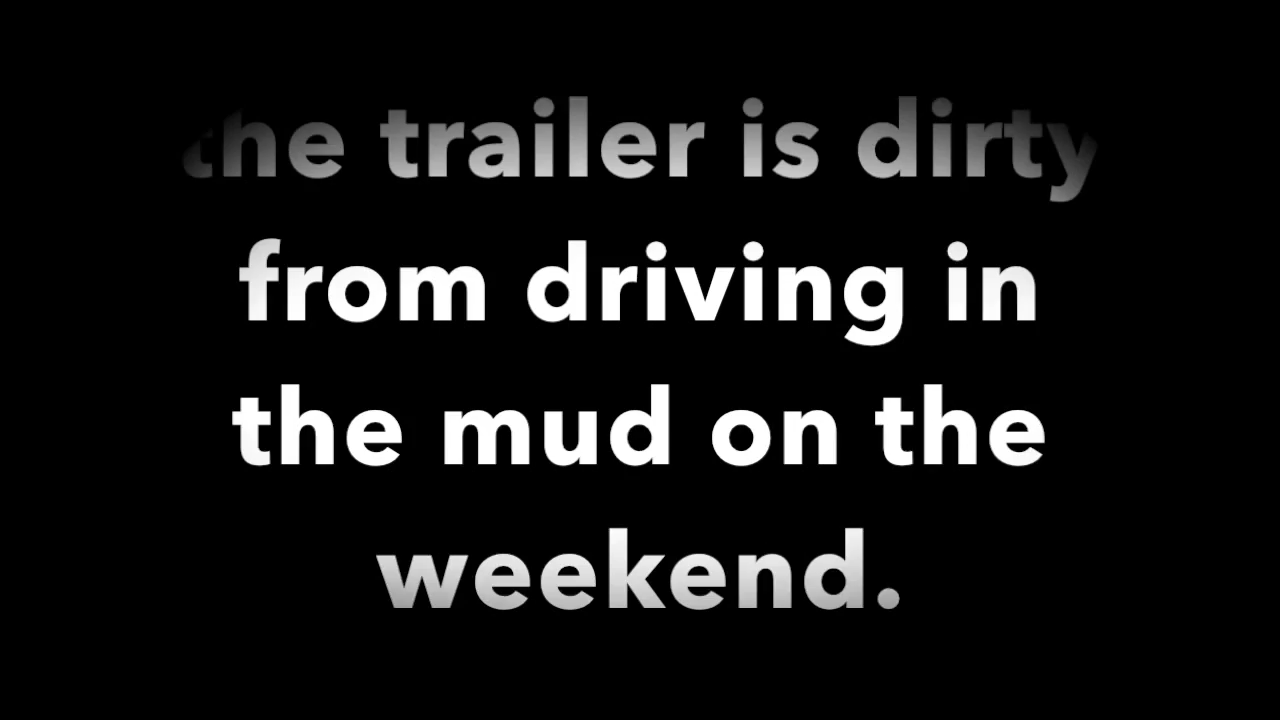 the trailer is dirty
from driving in
the mud on the
weekend.